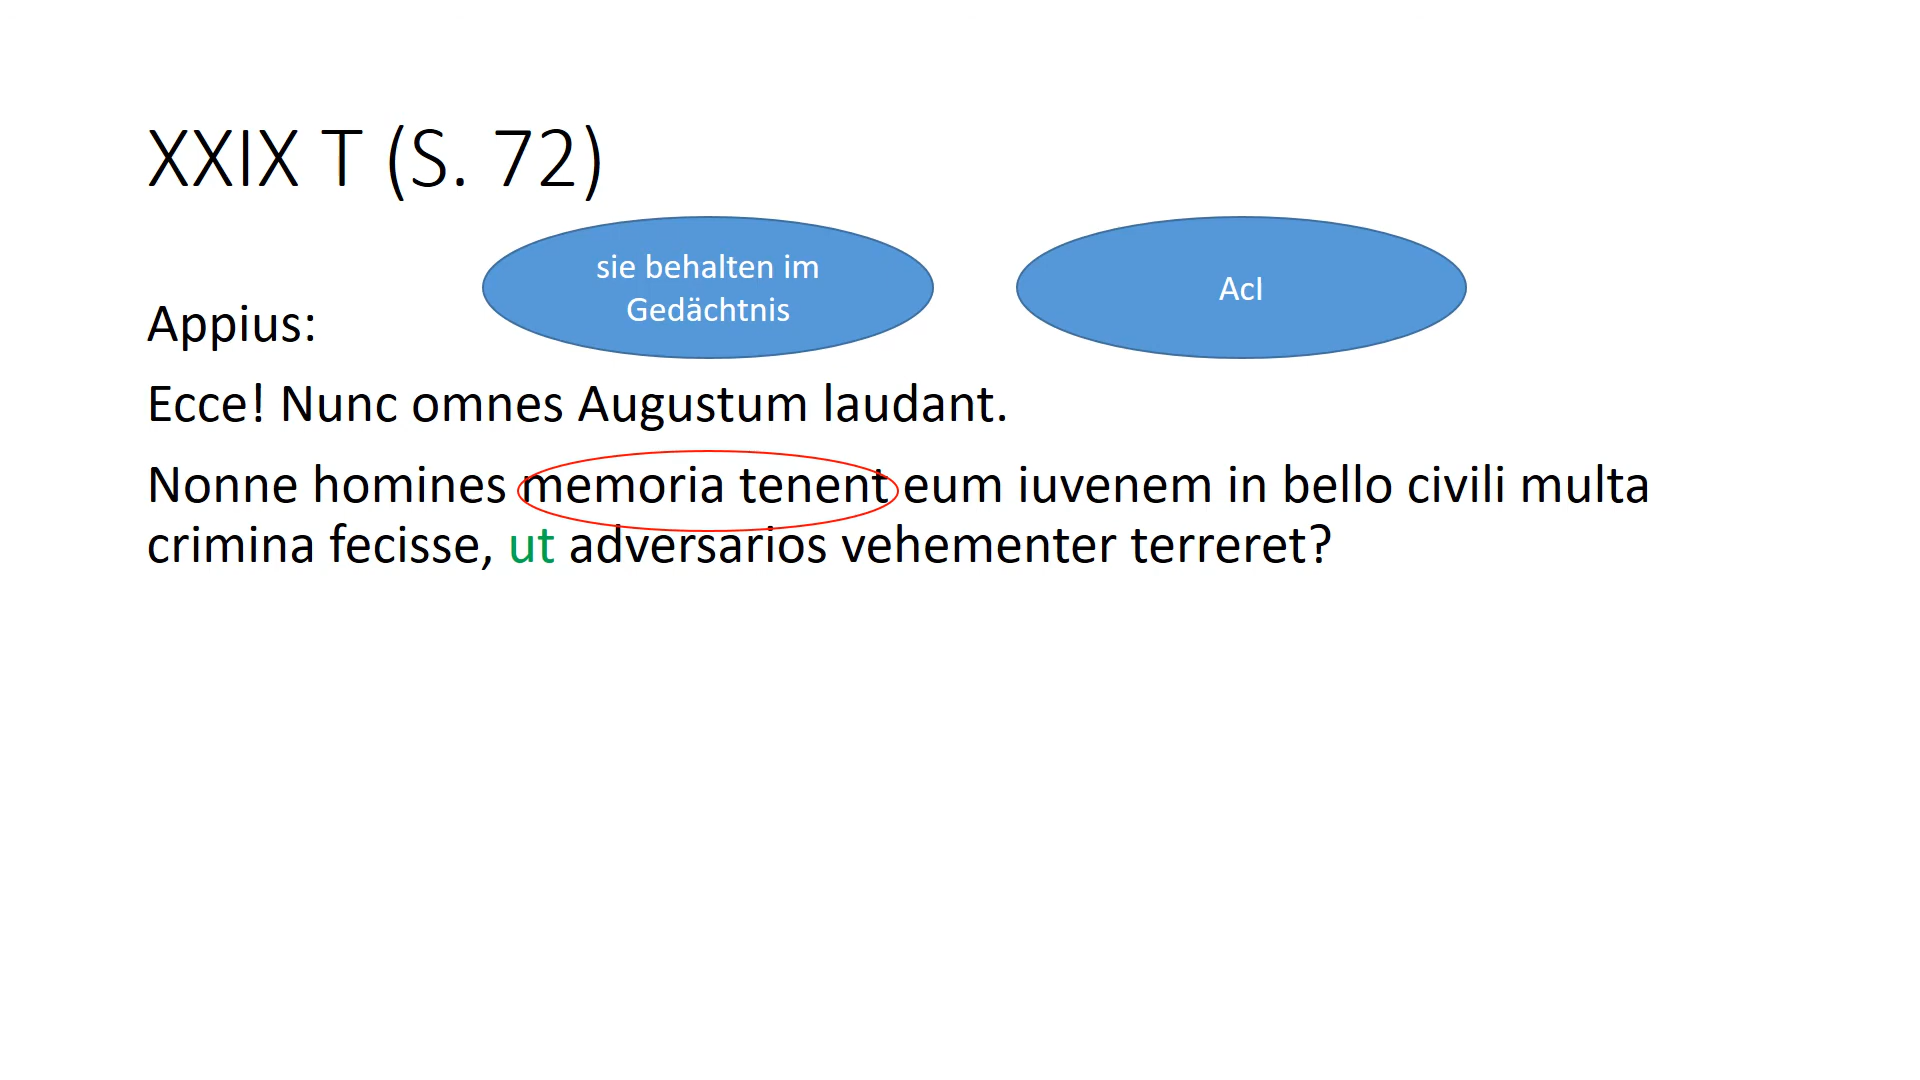 XXIX T (S. 72)
sie behalten im
Gedächtnis
AcI
Appius:
Ecce! Nunc omnes Augustum laudant.
Nonne homines memoria tenent eum iuvenem in bello civili multa
crimina fecisse, ut adversarios vehementer terreret?